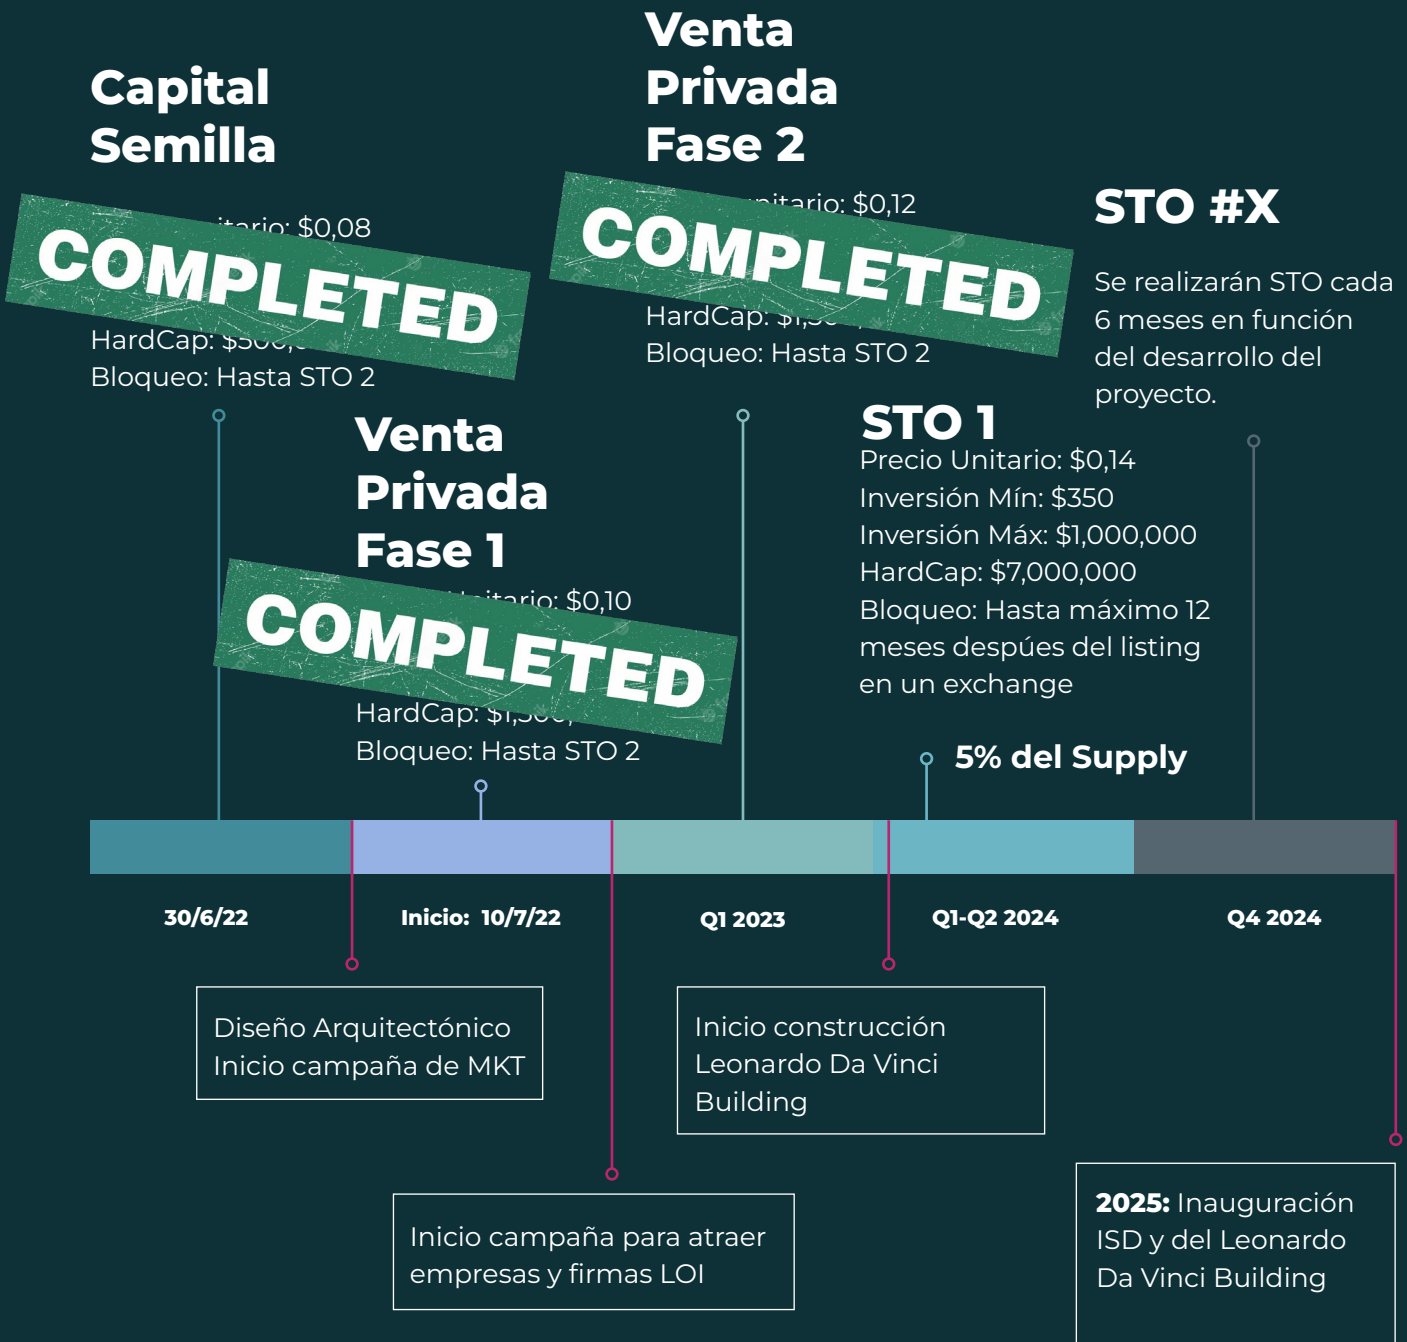 Capital
Semilla
$0,08
COMPLETED
HardCap:
Bloqueo: Hasta STO 2
Venta
Privada
Fase 1
$0,10
COMPLETED
HardCap:
Bloqueo: Hasta STO 2
Venta
Privada
Fase 2
$0,12
COMPLETED
HardCap:
Bloqueo: Hasta STO 2
STO 1
Precio Unitario: $0,14
Inversión Mín: $350
Inversión Máx: $1,000,000
HardCap: $7,000,000
Bloqueo: Hasta máximo 12
meses despúes del listing
en un exchange
5% del Supply
STO #X
Se realizarán STO cada
6 meses en función
del desarrollo del
proyecto.
30/6/22
Inicio: 10/7/22
Q1 2023
Q1-Q2 2024
Q4 2024
Diseño Arquitectónico
Inicio campaña de MKT
Inicio construcción
Leonardo Da Vinci
Building
Inicio campaña para atraer
empresas y firmas LOI
2025: Inauguración
ISD y del Leonardo
Da Vinci Building